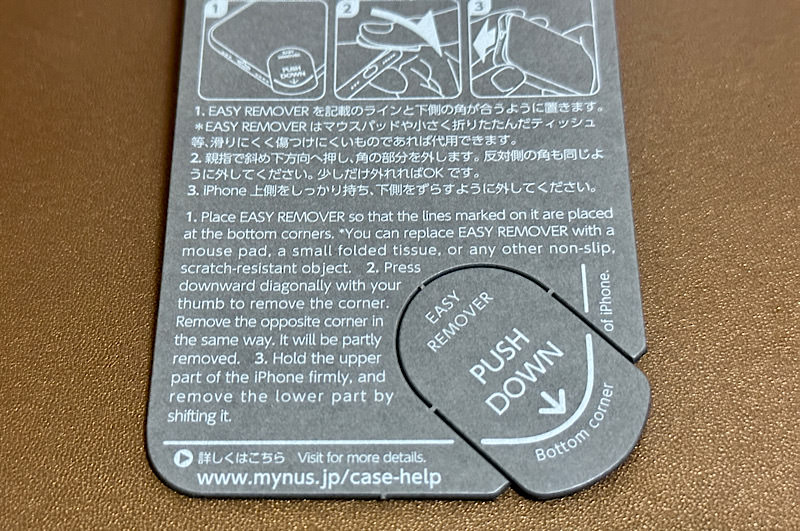 1
2
3
EASY
REMOVER
PUSH
DOWN
1. EASY REMOVER を記載のラインと下側の角が合うように置きます。
＊EASY REMOVER はマウスパッドや小さく折りたたんだティッシュ
等、滑りにくく傷つけにくいものであれば代用できます。
2. 親指で斜め下方向へ押し、角の部分を外します。反対側の角も同じよ
うに外してください。少しだけ外れればOK です。
3. iPhone 上側をしっかり持ち、下側をずらすように外してください。
1. Place EASY REMOVER so that the lines marked on it are placed
at the bottom corners. *You can replace EASY REMOVER with a
mouse pad, a small folded tissue, or any other non-slip,
scratch-resistant object. 2. Press
downward diagonally with your
thumb to remove the corner.
Remove the opposite corner in
the same way. It will be partly
removed. 3. Hold the upper
part of the iPhone firmly, and
remove the lower part by
shifting it.
EASY
REMOVER
PUSH
DOWN
Bottom corner
of iPhone.
詳しくはこちら Visit for more details.
www.mynus.jp/case-help